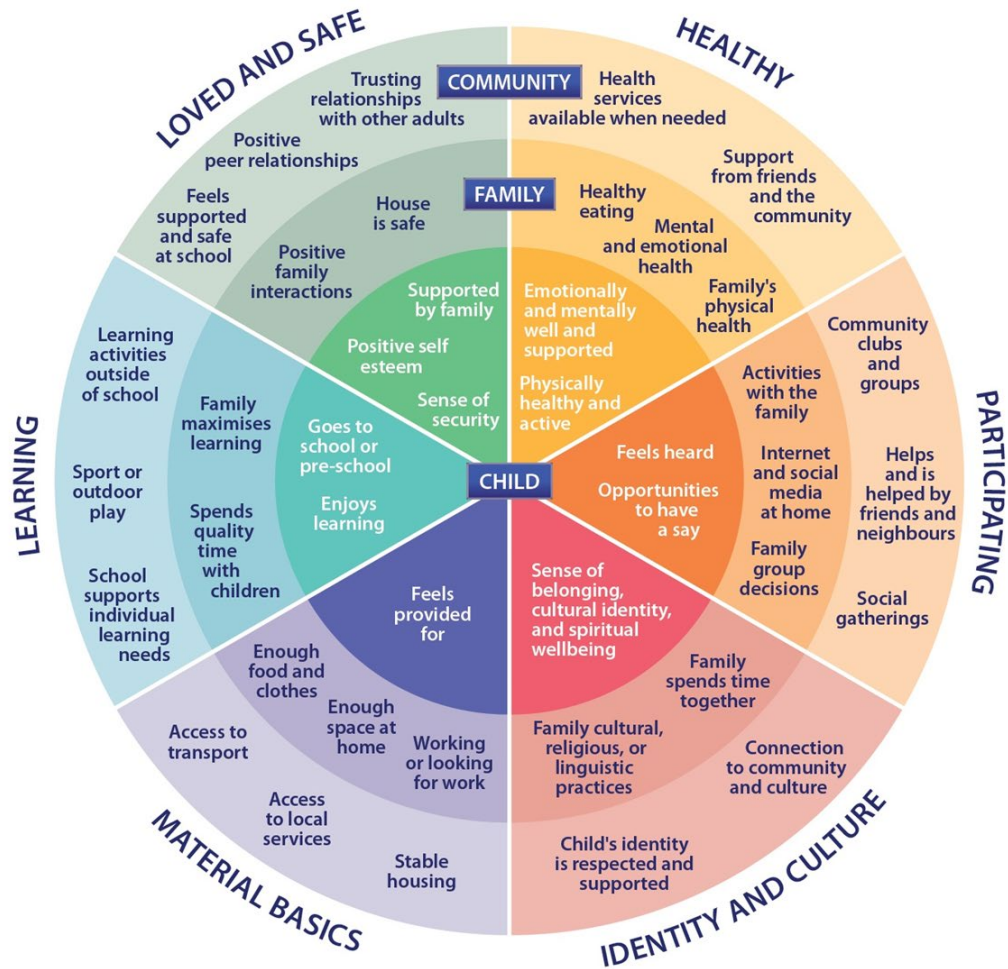 LOVED AND SAFE
COMMUNITY
Trusting
relationships
with other adults
Positive
peer relationships
Feels
supported
and safe
at school
FAMILY
House
is safe
Positive
family
interactions
Supported
by family
Positive self
esteem
Sense of
security
HEALTHY
Health
services
available when needed
Support
from friends
and the
community
Healthy
eating
Mental
and emotional
health
Family's
physical
health
Emotionally
and mentally
well and
supported
Physically
healthy and
active
PARTICIPATING
Community
clubs
and
groups
Helps
and is
helped by
friends and
neighbours
Social
gatherings
Activities
with the
family
Internet
and social
media
at home
Family
group
decisions
Feels heard
Opportunities
to have
a say
CHILD
IDENTITY AND CULTURE
Sense of
belonging,
cultural identity,
and spiritual
wellbeing
Family
spends time
together
Family cultural,
religious, or
linguistic
practices
Connection
to community
and culture
Child's identity
is respected and
supported
MATERIAL BASICS
Feels
provided
for
Enough
food and
clothes
Enough
space at
home
Working
or looking
for work
Access to
transport
Access
to local
services
Stable
housing
LEARNING
Learning
activities
outside
of school
Sport or
outdoor
play
School
supports
individual
learning
needs
Family
maximises
learning
Spends
quality
time
with
children
Goes to
school or
pre-school
Enjoys
learning